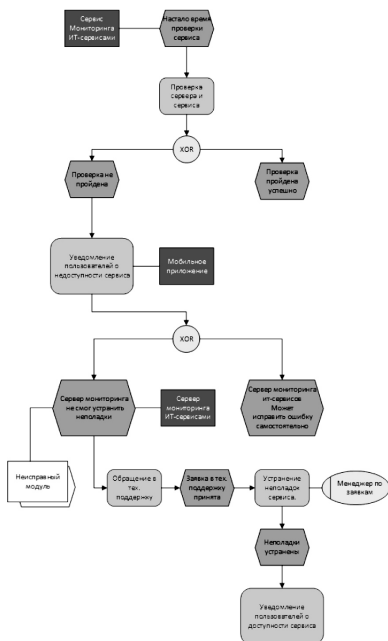 Сервис
Мониторинга
ИТ-сервисами
Настало время
проверки
сервиса
Проверка
сервера и
сервиса
XOR
Проверка не
пройдена
Проверка
пройдена
успешно
Уведомление
пользователей о
недоступности сервиса
Мобильное
приложение
XOR
Сервер мониторинга
не смог устранить
неполадки
Сервер
мониторинга
ИТ-сервисами
Сервер мониторинга
ит-сервисов
Может
исправить ошибку
самостоятельно
Неисправный
модуль
Обращение в
тех.
поддержку
Заявка в тех.
поддержку
принята
Устранение
неполадок
сервиса.
Менеджер по
заявкам
Неполадки
устранены
Уведомление
пользователей о
доступности сервиса